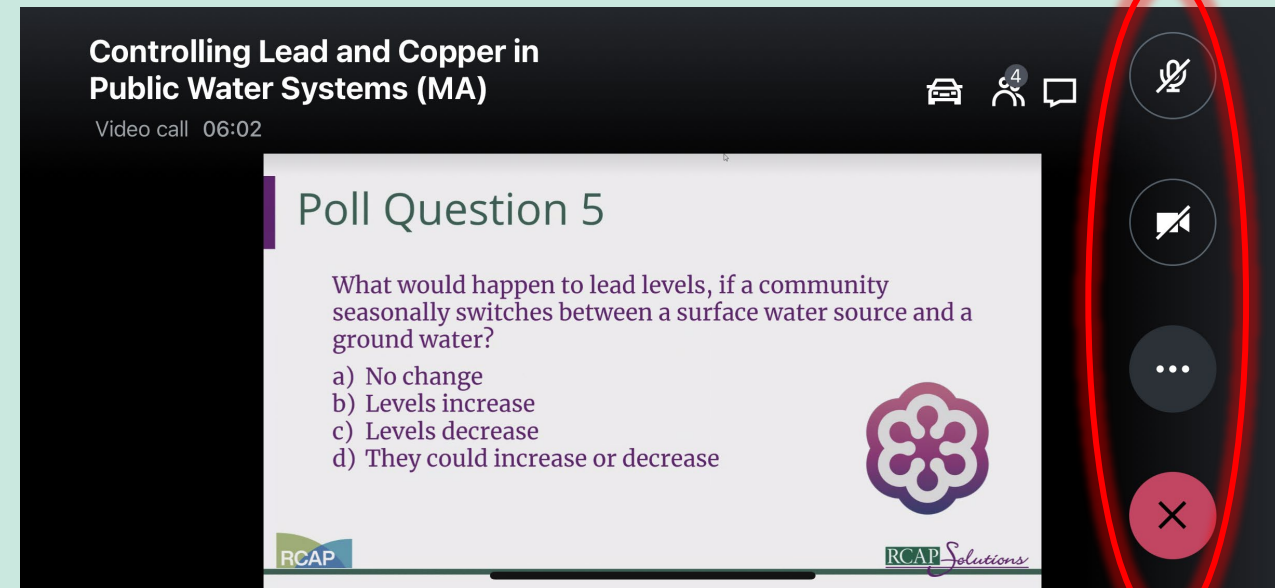 Controlling Lead and Copper in
Public Water Systems (MA)
Video call 06:02
4
Poll Question 5
What would happen to lead levels, if a community
seasonally switches between a surface water source and a
ground water?
a) No change
b) Levels increase
c) Levels decrease
d) They could increase or decrease
RCAP
RCAP Solutions